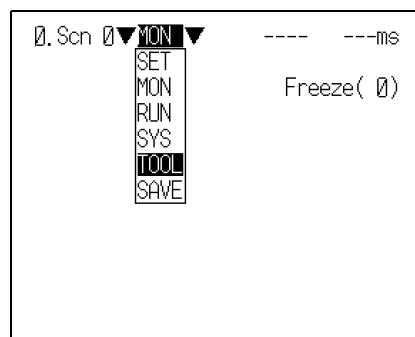 0.Scn 0▼MON ▼ ---- ---ms
SET
MON Freeze( 0)
RUN
SYS
TOOL
SAVE